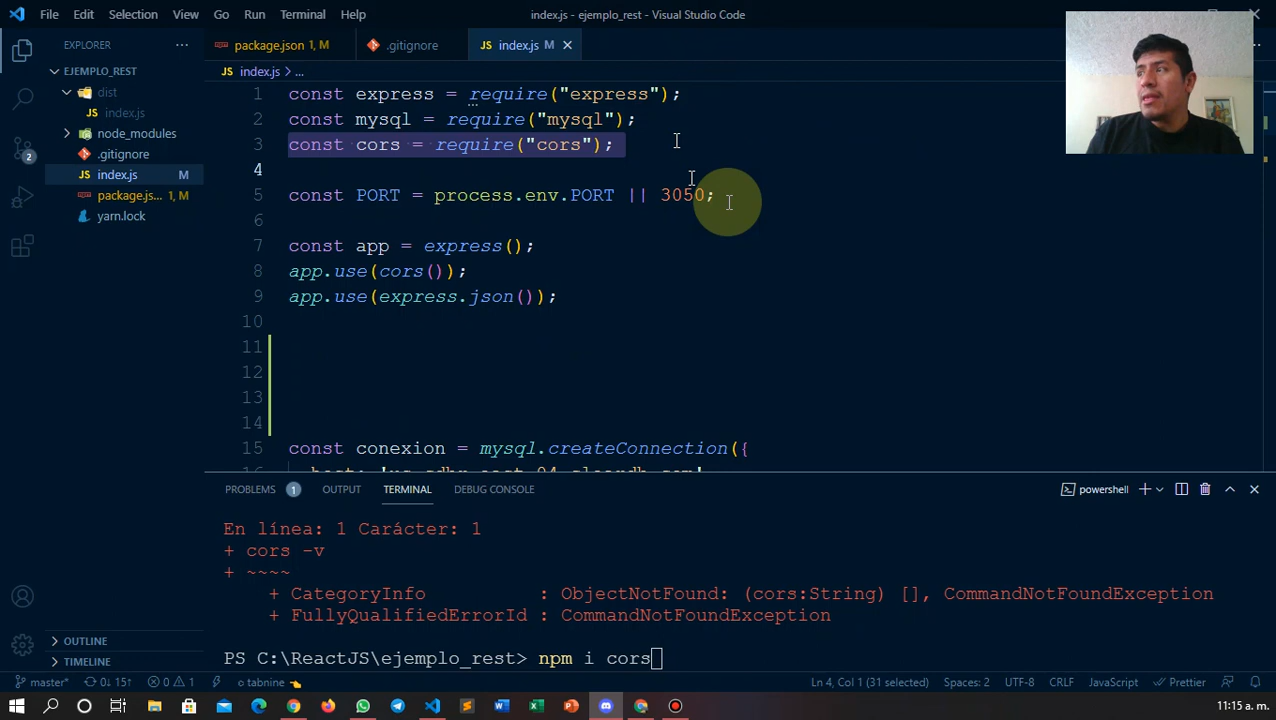 File Edit Selection View Go Run Terminal Help
index.js - ejemplo_rest - Visual Studio Code
EXPLORER
package.json 1, M
.gitignore
index.js M
EJEMPLO_REST
index.js > ...
dist
index.js
node_modules
.gitignore
index.js M
package.js... 1, M
yarn.lock
2
1 const express = require("express");
2 const mysql = require("mysql");
3 const cors = require("cors");
4
5 const PORT = process.env.PORT || 3050;
6
7 const app = express();
8 app.use(cors());
9 app.use(express.json());
10
11
12
13
14
15 const conexion = mysql.createConnection({
PROBLEMS 1 OUTPUT TERMINAL DEBUG CONSOLE
powershell
En línea: 1 Carácter: 1
+ cors -v
+ ~~~~
+ CategoryInfo : ObjectNotFound: (cors:String) [], CommandNotFoundException
+ FullyQualifiedErrorId : CommandNotFoundException
PS C:\ReactJS\ejemplo_rest> npm i cors
OUTLINE
TIMELINE
master* 0↓ 15↑ 0 1 tabnine
Ln 4, Col 1 (31 selected) Spaces: 2 UTF-8 CRLF JavaScript Prettier
11:15 a. m.